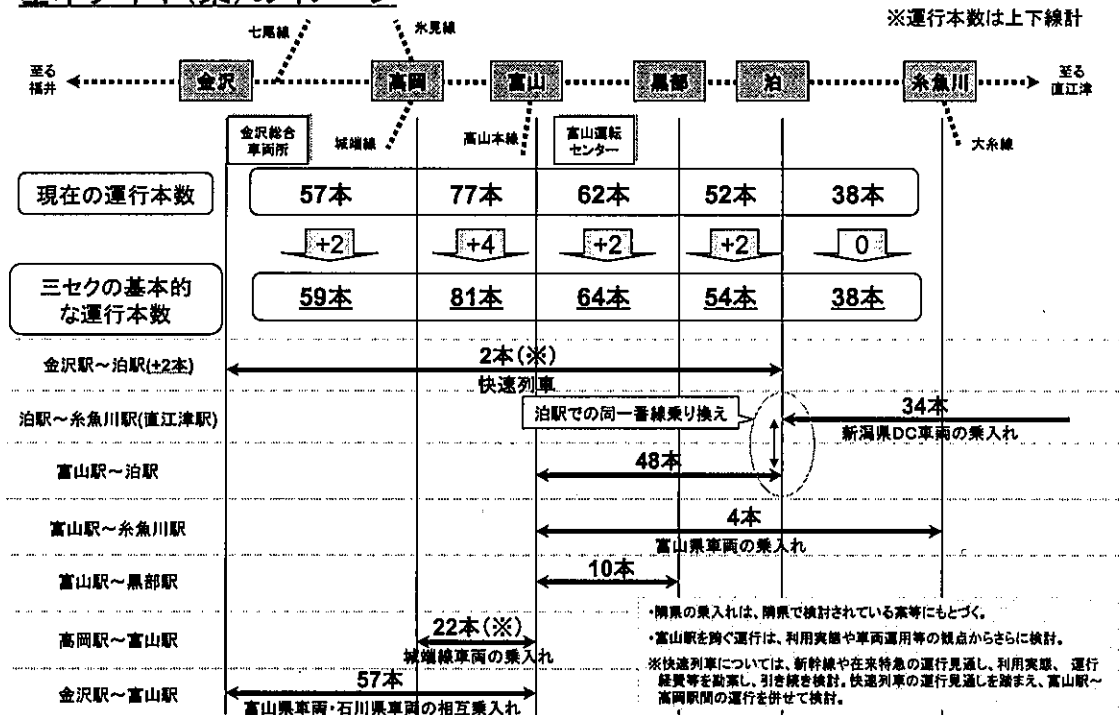 ※運行本数は上下線計
七尾線
氷見線
至る
福井
金沢
高岡
富山
黒部
泊
糸魚川
至る
直江津
金沢総合
車両所
城端線
高山本線
富山運転
センター
大糸線
現在の運行本数
57本
77本
62本
52本
38本
+2
+4
+2
+2
0
三セクの基本的
な運行本数
59本
81本
64本
54本
38本
金沢駅～泊駅(+2本)
2本(※)
快速列車
泊駅～糸魚川駅(直江津駅)
泊駅での同一番線乗り換え
34本
新潟県DC車両の乗入れ
富山駅～泊駅
48本
富山駅～糸魚川駅
4本
富山県車両の乗入れ
富山駅～黒部駅
10本
高岡駅～富山駅
22本(※)
城端線車両の乗入れ
金沢駅～富山駅
57本
富山県車両・石川県車両の相互乗入れ
・隣県の乗入れは、隣県で検討されている案等にもとづく。
・富山駅を跨ぐ運行は、利用実態や車両運用等の観点からさらに検討。
※快速列車については、新幹線や在来特急の運行見通し、利用実態、 運行
経費等を勘案し、引き続き検討。快速列車の運行見通しを踏まえ、富山駅～
高岡駅間の運行を併せて検討。